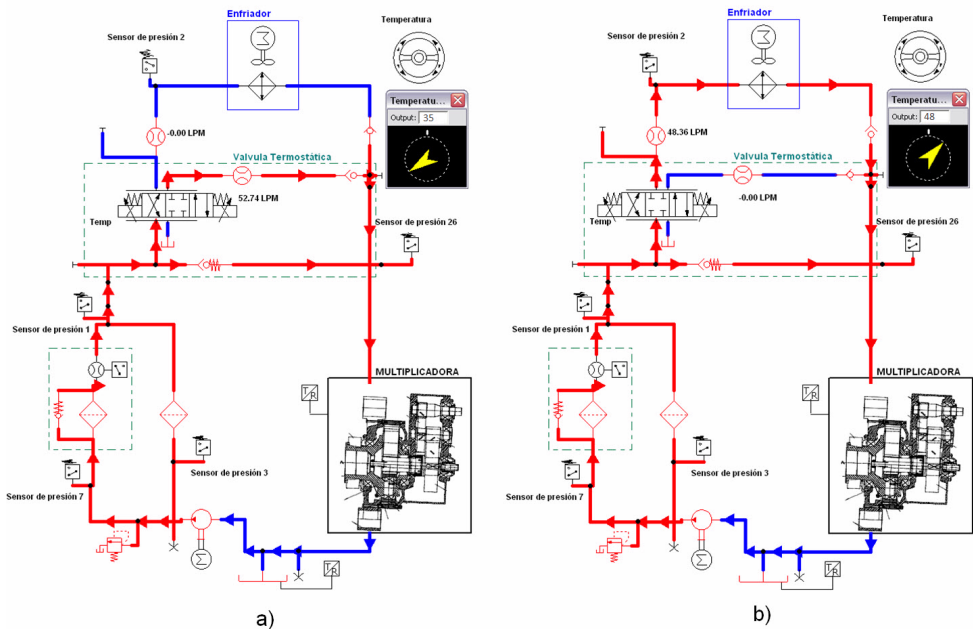 Enfriador
Temperatura
Sensor de presión 2
Temperatu...
Output: 35
-0.00 LPM
Valvula Termostática
52.74 LPM
Temp
Sensor de presión 26
Sensor de presión 1
MULTIPLICADORA
T/R
Sensor de presión 3
Sensor de presión 7
T/R
a)
Enfriador
Temperatura
Sensor de presión 2
Temperatu...
Output: 48
48.36 LPM
Valvula Termostática
-0.00 LPM
Temp
Sensor de presión 26
Sensor de presión 1
MULTIPLICADORA
T/R
Sensor de presión 3
Sensor de presión 7
T/R
b)